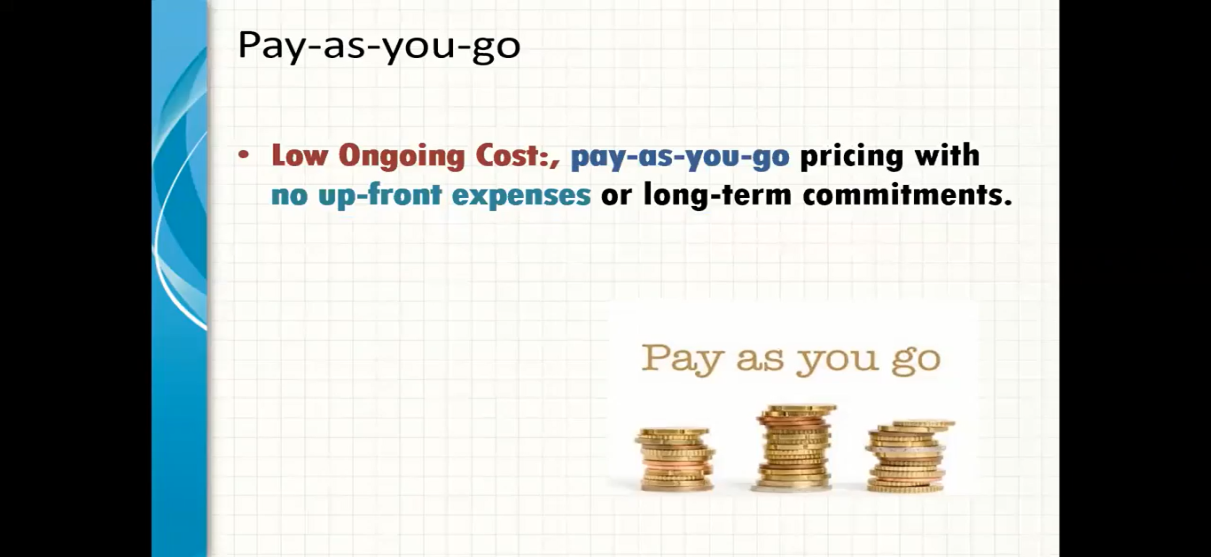 Pay-as-you-go
• Low Ongoing Cost:, pay-as-you-go pricing with
no up-front expenses or long-term commitments.
Pay as you go